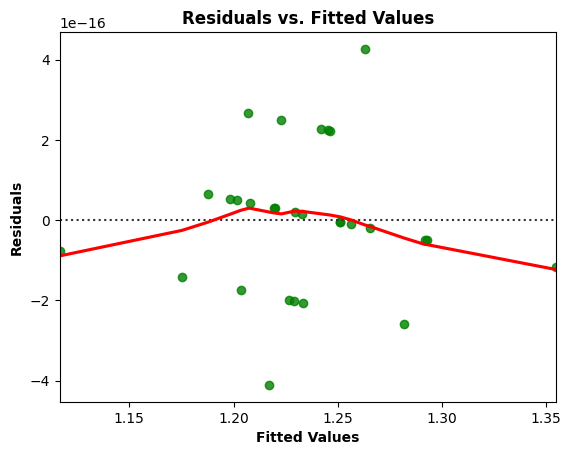 Residuals vs. Fitted Values
1e−16
4
2
0
−2
−4
Residuals
1.15
1.20
1.25
1.30
1.35
Fitted Values